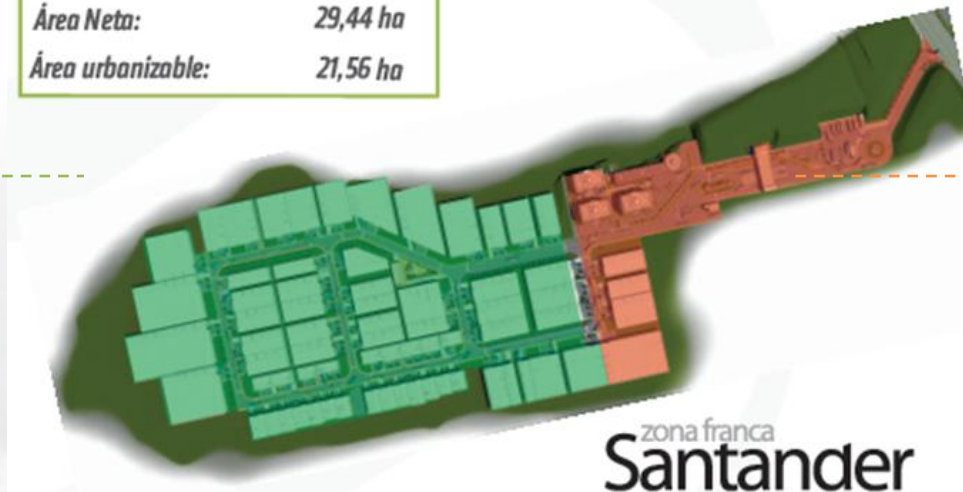 Área Neta: 29,44 ha
Área urbanizable: 21,56 ha
zona franca
Santander